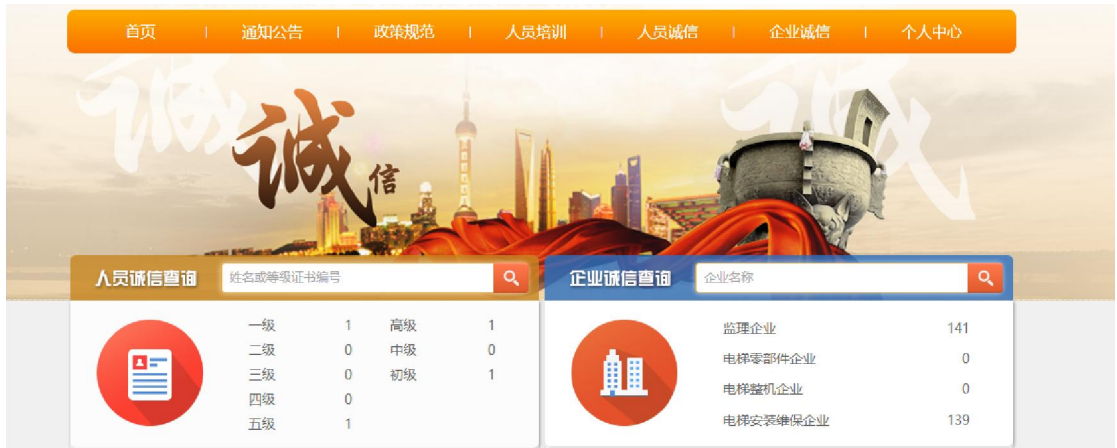 首页 | 通知公告 | 政策规范 | 人员培训 | 人员诚信 | 企业诚信 | 个人中心
诚
诚
诚信
人员诚信查询 姓名或等级证书编号
一级 1 高级 1
二级 0 中级 0
三级 0 初级 1
四级 0
五级 1
企业诚信查询 企业名称
监理企业 141
电梯零部件企业 0
电梯整机企业 0
电梯安装维保企业 139